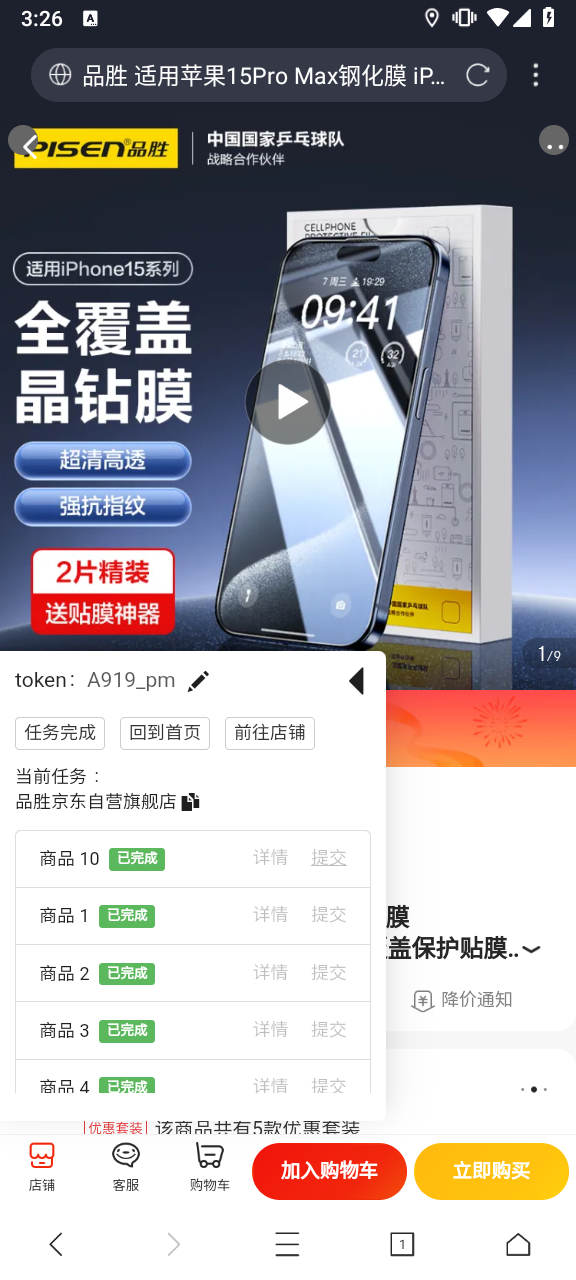 3:26
A
品胜 适用苹果15Pro Max钢化膜 iP...
PISEN®品胜
中国国家乒乓球队
战略合作伙伴
CELLPHONE
适用iPhone15系列
全覆盖
晶钻膜
超清高透
强抗指纹
2片精装
送贴膜神器
7 周三 19:29
09:41
21
32
中国国家乒乓球队
1/9
token： A919_pm
任务完成
回到首页
前往店铺
当前任务：
品胜京东自营旗舰店
商品 10 已完成 详情 提交
商品 1 已完成 详情 提交
商品 2 已完成 详情 提交
商品 3 已完成 详情 提交
商品 4 已完成 详情 提交
膜
盖保护贴膜..
降价通知
优惠套装 该商品共有5款优惠套装
店铺
客服
购物车
加入购物车
立即购买
1